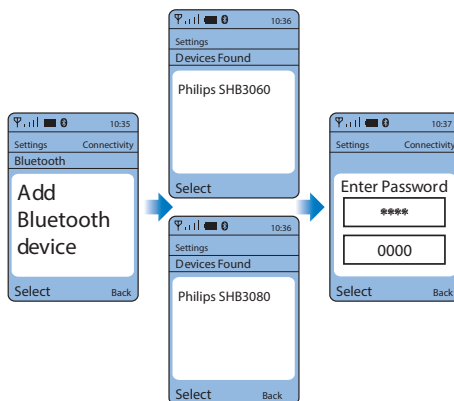 10:35
Settings Connectivity
Bluetooth
Add
Bluetooth
device
Select Back
10:36
Settings
Devices Found
Philips SHB3060
Select
10:36
Settings
Devices Found
Philips SHB3080
Select Back
10:37
Settings Connectivity
Enter Password
****
0000
Select Back